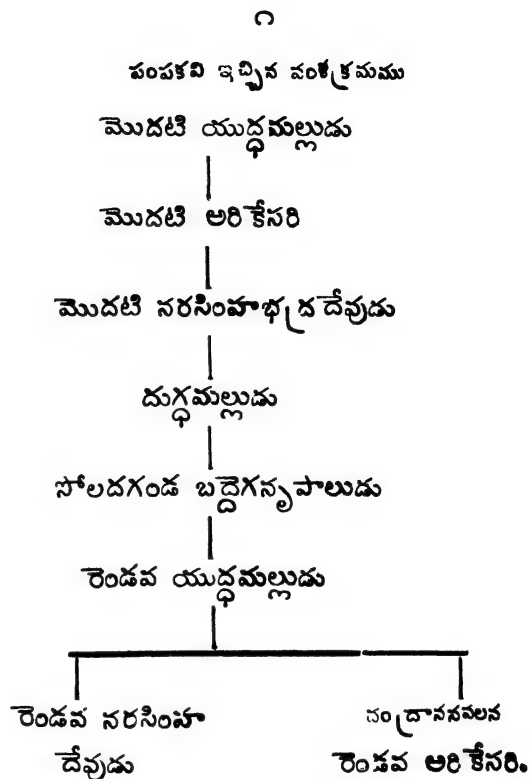 ౧
పంపకవి ఇచ్చిన వంశక్రమము
మొదటి యుద్ధమల్లుడు
మొదటి అరికేసరి
మొదటి నరసింహభద్రదేవుడు
దుగ్ధమల్లుడు
సోలదగండ బద్దెగనృపాలుడు
రెండవ యుద్ధమల్లుడు
రెండవ నరసింహ
దేవుడు
చంద్రాననవలన
రెండవ అరికేసరి.